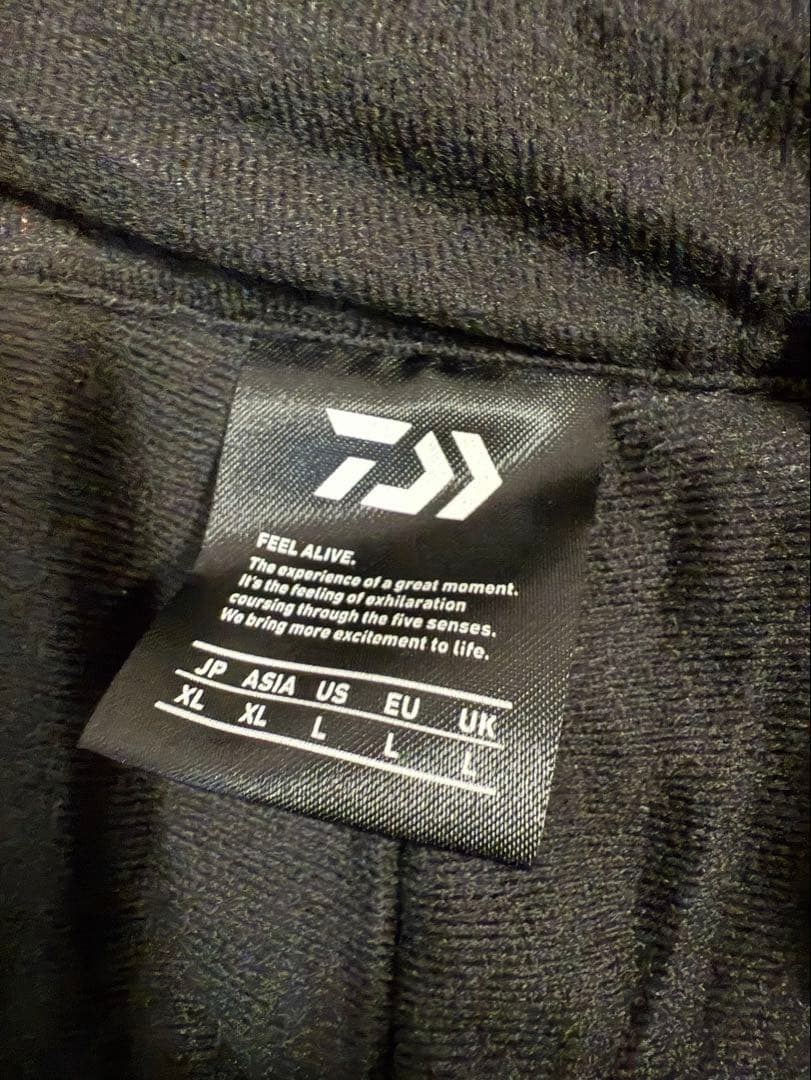 FEEL ALIVE.
The experience of a great moment.
It's the feeling of exhilaration
coursing through the five senses.
We bring more excitement to life.
JP ASIA US EU UK
XL XL L L L